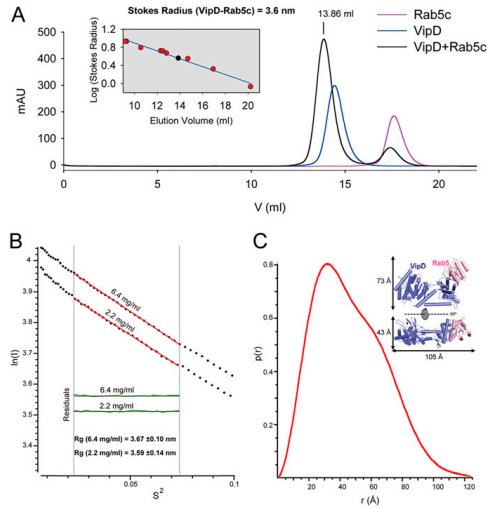 A
Stokes Radius (VipD-Rab5c) = 3.6 nm
13.86 ml
Rab5c
VipD
VipD+Rab5c
Log (Stokes Radius)
1.2
0.8
0.4
0.0
10
12
14
16
18
20
Elution Volume (ml)
mAU
500
400
300
200
100
0
0
5
10
15
20
V (ml)
B
ln(I)
4
3.9
3.8
3.7
3.6
3.5
3.4
6.4 mg/ml
2.2 mg/ml
Residuals
6.4 mg/ml
2.2 mg/ml
Rg (6.4 mg/ml) = 3.67 ±0.10 nm
Rg (2.2 mg/ml) = 3.59 ±0.14 nm
0.05
0.1
S²
C
p(r)
0.8
0.6
0.4
0.2
VipD
Rab5
73 Å
90°
43 Å
105 Å
0
20
40
60
80
100
120
r (Å)